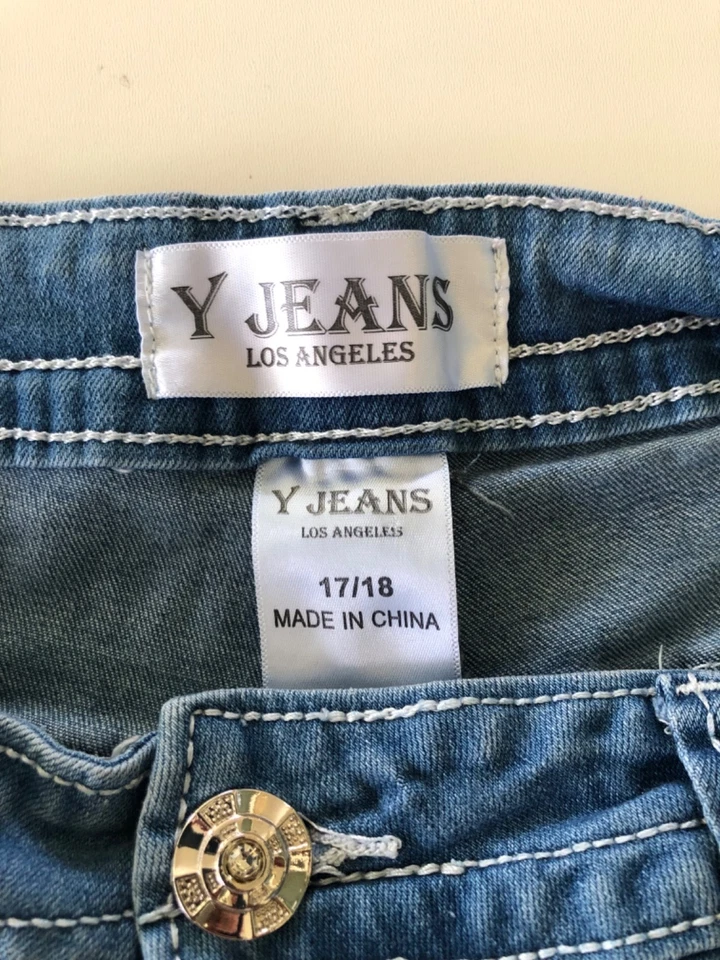 Y JEANS
LOS ANGELES
Y JEANS
LOS ANGELES
17/18
MADE IN CHINA